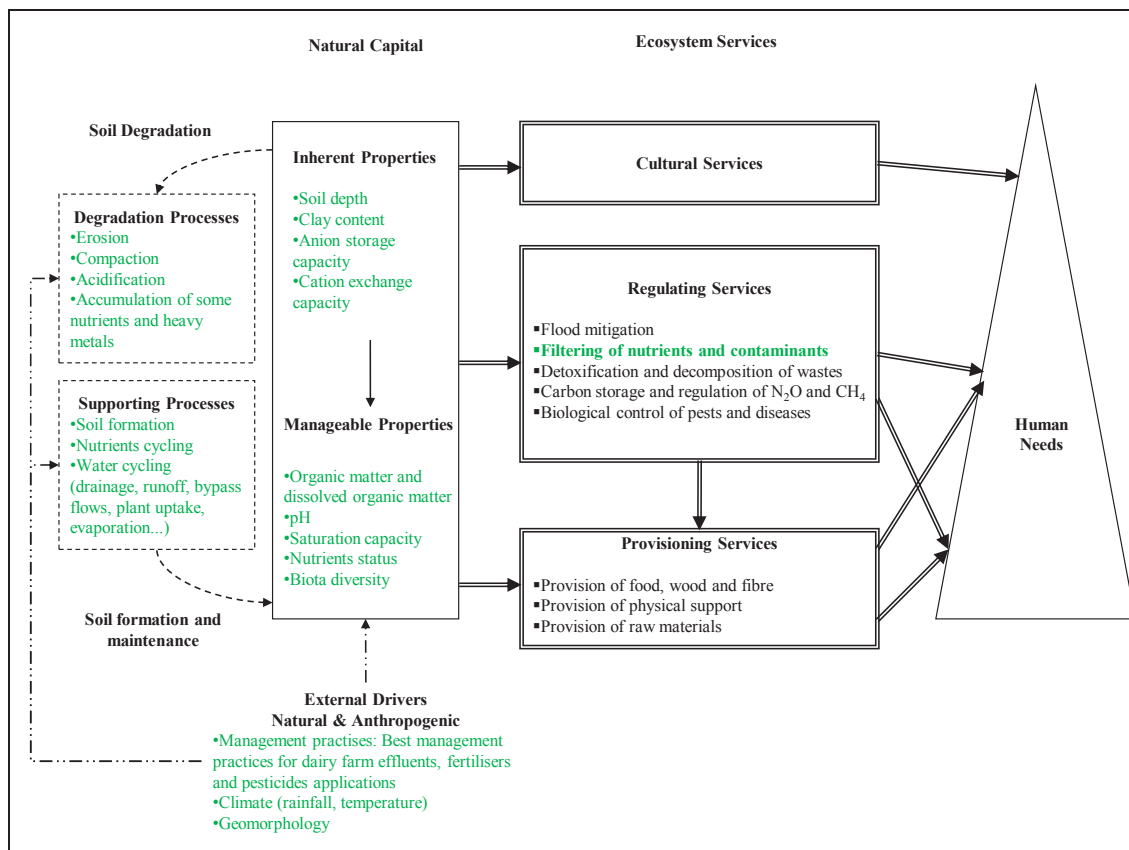 Natural Capital
Ecosystem Services
Soil Degradation
Degradation Processes
•Erosion
•Compaction
•Acidification
•Accumulation of some
nutrients and heavy
metals
Supporting Processes
•Soil formation
•Nutrients cycling
•Water cycling
(drainage, runoff, bypass
flows, plant uptake,
evaporation...)
Soil formation and
maintenance
Inherent Properties
•Soil depth
•Clay content
•Anion storage
capacity
•Cation exchange
capacity
Manageable Properties
•Organic matter and
dissolved organic matter
•pH
•Saturation capacity
•Nutrients status
•Biota diversity
Cultural Services
Regulating Services
▪Flood mitigation
▪Filtering of nutrients and contaminants
▪Detoxification and decomposition of wastes
▪Carbon storage and regulation of N₂O and CH₄
▪Biological control of pests and diseases
Provisioning Services
▪Provision of food, wood and fibre
▪Provision of physical support
▪Provision of raw materials
Human
Needs
External Drivers
Natural & Anthropogenic
•Management practises: Best management
practices for dairy farm effluents, fertilisers
and pesticides applications
•Climate (rainfall, temperature)
•Geomorphology